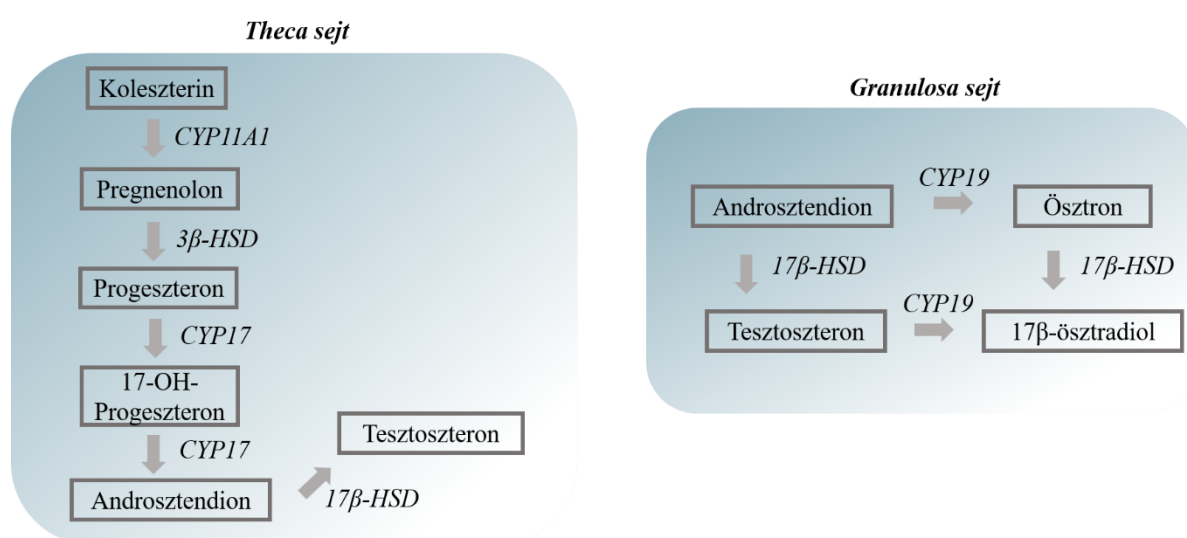 Theca sejt
Koleszterin
CYP11A1
Pregnenolon
3β-HSD
Progeszteron
CYP17
17-OH-
Progeszteron
CYP17
Androsztendion
17β-HSD
Tesztoszteron
Granulosa sejt
Androsztendion
CYP19
Ösztron
17β-HSD
17β-HSD
Tesztoszteron
CYP19
17β-ösztradiol